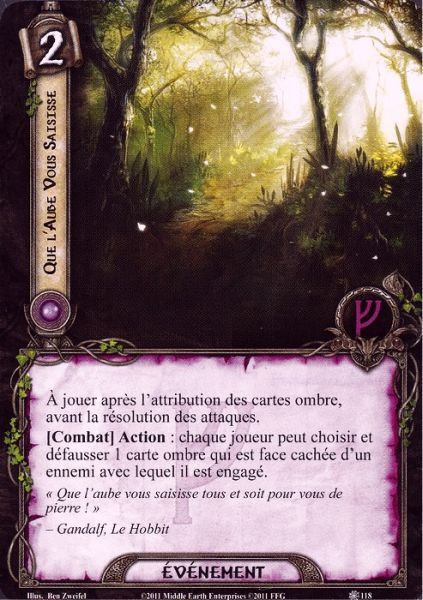 2
QUE L'AUBE VOUS SAISISSE
À jouer après l'attribution des cartes ombre,
avant la résolution des attaques.
[Combat] Action : chaque joueur peut choisir et
défausser 1 carte ombre qui est face cachée d'un
ennemi avec lequel il est engagé.
« Que l'aube vous saisisse tous et soit pour vous de
pierre ! »
– Gandalf, Le Hobbit
ÉVÉNEMENT
Illus. Ben Zweifel ©2011 Middle Earth Enterprises ©2011 FFG 118